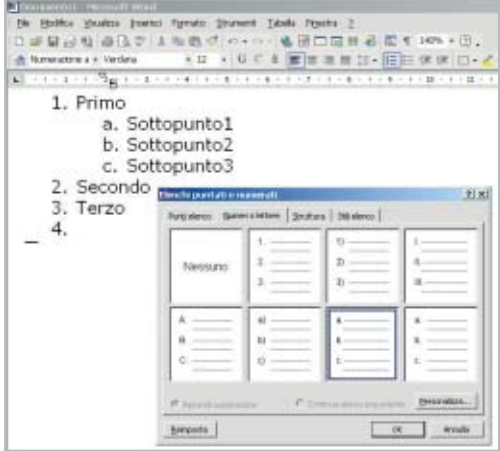 Documento1 - Microsoft Word
File Modifica Visualizza Inserisci Formato Strumenti Tabella Finestra ?
140%
Verdana 12 G C S
1. Primo
a. Sottopunto1
b. Sottopunto2
c. Sottopunto3
2. Secondo
3. Terzo
4.
Elenchi puntati e numerati
Punti elenco Numeri o lettere Struttura Stili elenco
Nessuno
1. 1) I.
2. 2) II.
3. 3) III.
A. a) a.
B. b) b.
C. c) c.
Personalizza...
Reimposta OK Annulla